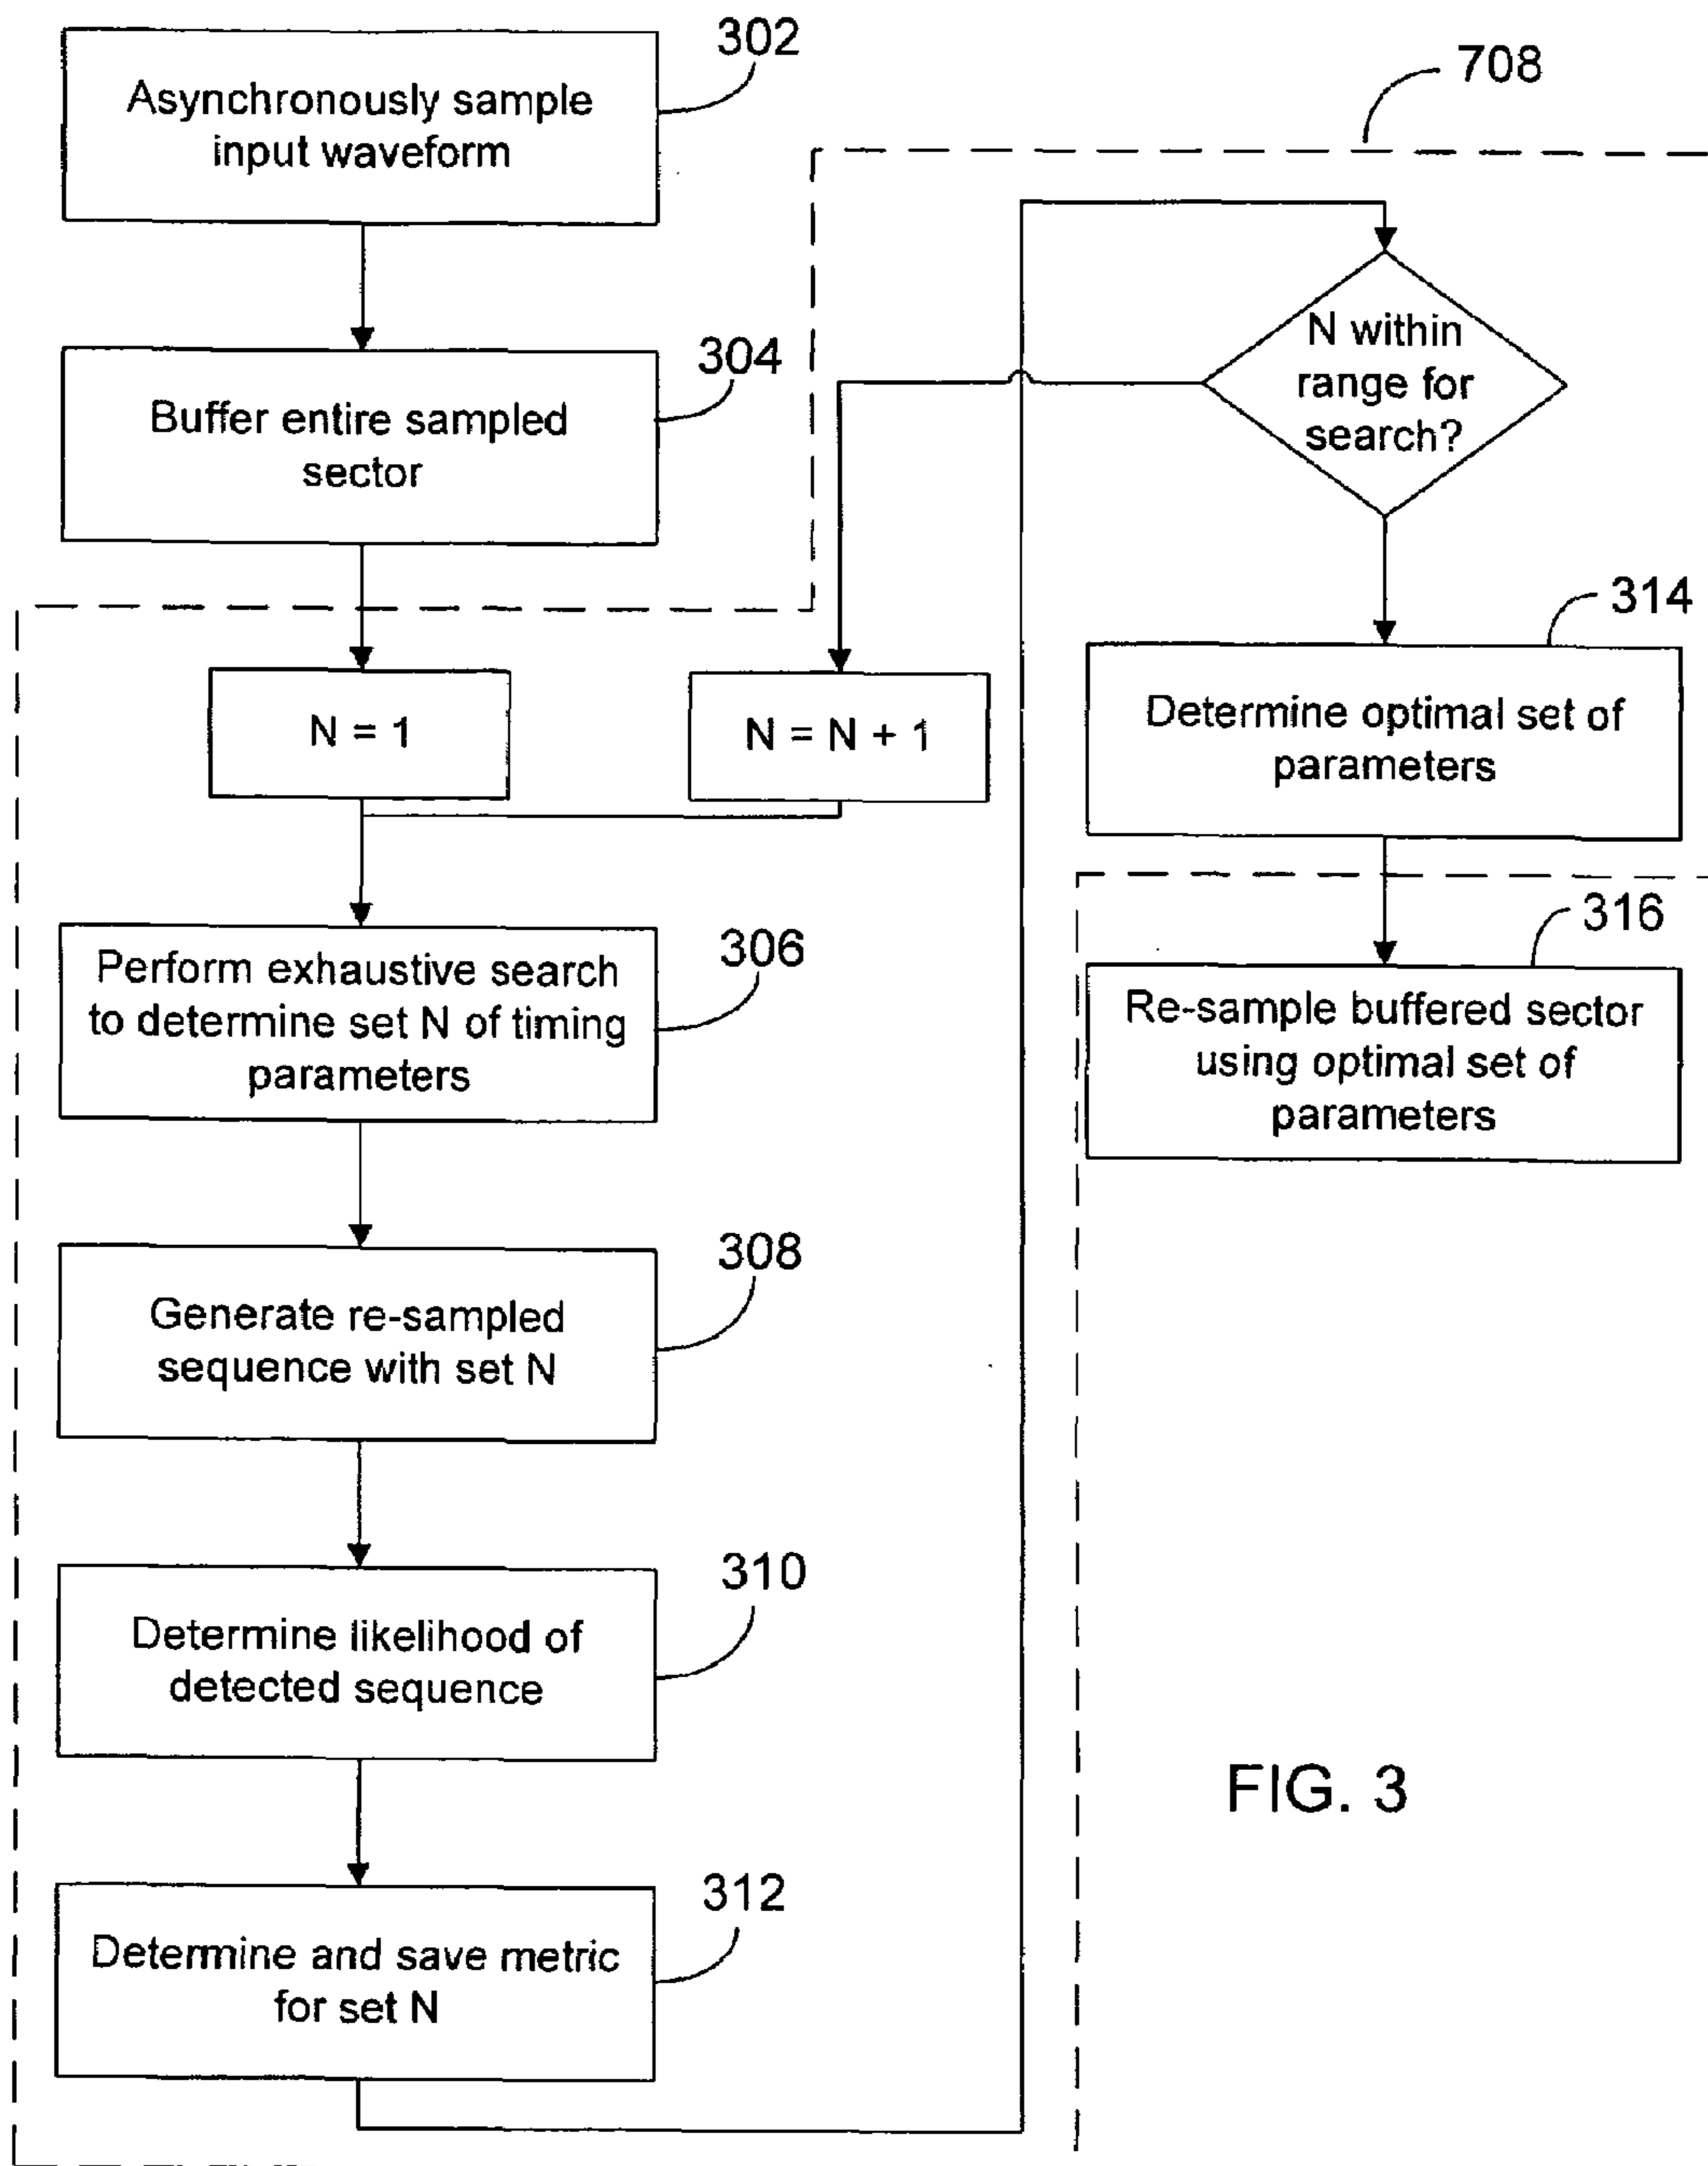 302
Asynchronously sample
input waveform
304
Buffer entire sampled
sector
N = 1
N = N + 1
306
Perform exhaustive search
to determine set N of timing
parameters
308
Generate re-sampled
sequence with set N
310
Determine likelihood of
detected sequence
312
Determine and save metric
for set N
708
N within
range for
search?
314
Determine optimal set of
parameters
316
Re-sample buffered sector
using optimal set of
parameters
FIG. 3